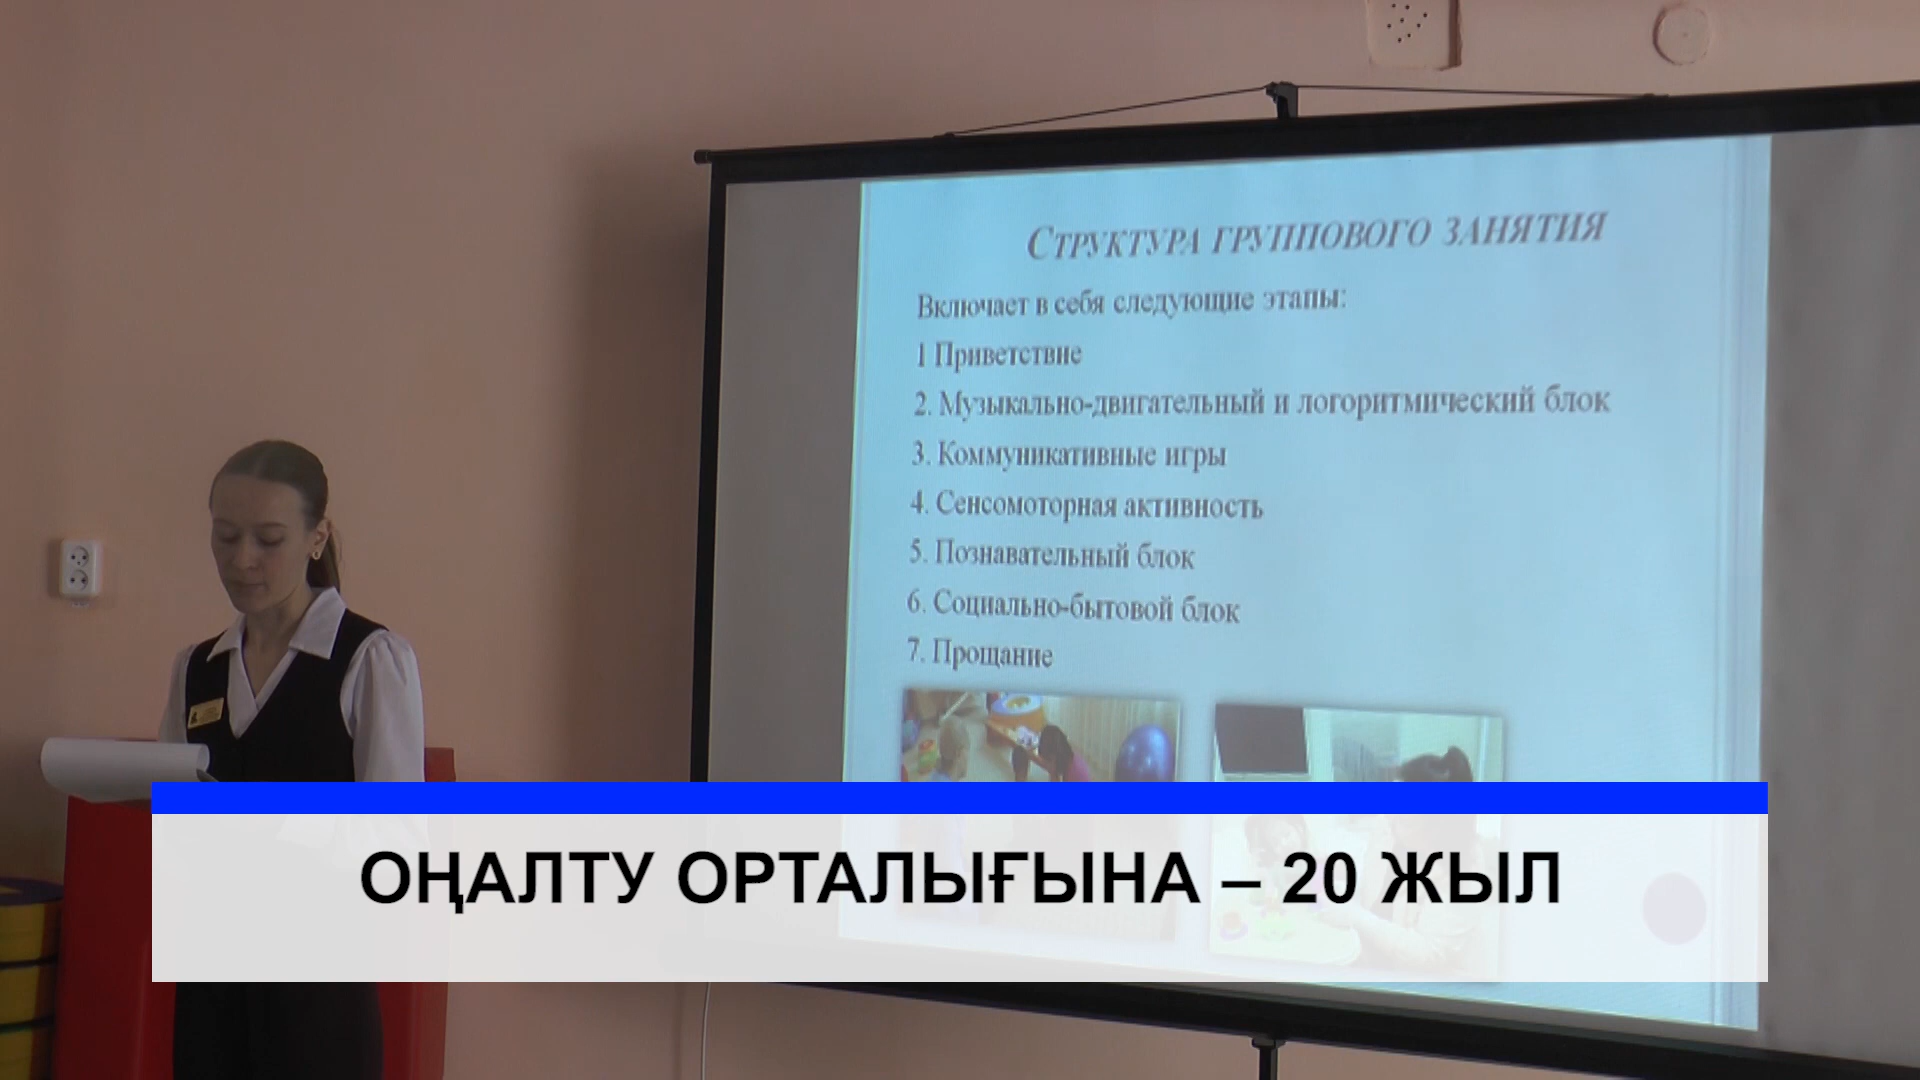 СТРУКТУРА ГРУППОВОГО ЗАНЯТИЯ
Включает в себя следующие этапы:
1 Приветствие
2. Музыкально-двигательный и логоритмический блок
3. Коммуникативные игры
4. Сенсомоторная активность
5. Познавательный блок
6. Социально-бытовой блок
7. Прощание
ОҢАЛТУ ОРТАЛЫҒЫНА – 20 ЖЫЛ